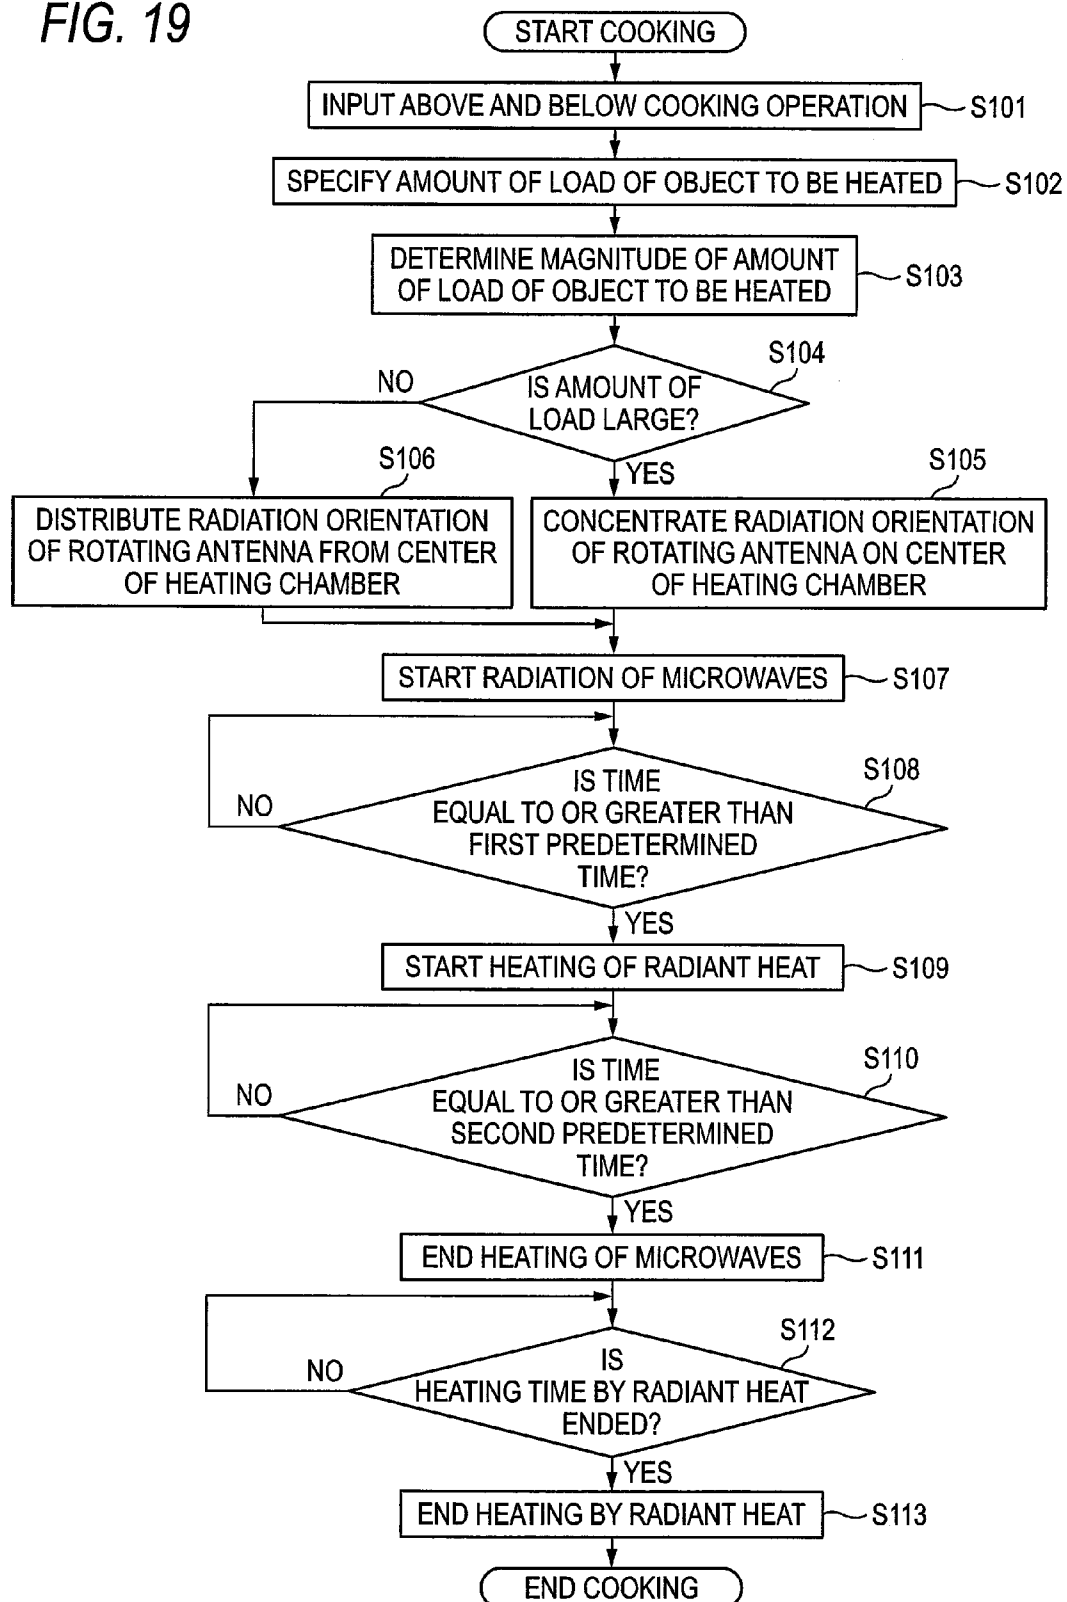 FIG. 19
START COOKING
INPUT ABOVE AND BELOW COOKING OPERATION
S101
SPECIFY AMOUNT OF LOAD OF OBJECT TO BE HEATED
S102
DETERMINE MAGNITUDE OF AMOUNT
OF LOAD OF OBJECT TO BE HEATED
S103
S104
NO
IS AMOUNT OF
LOAD LARGE?
YES
S106
S105
DISTRIBUTE RADIATION ORIENTATION
OF ROTATING ANTENNA FROM CENTER
OF HEATING CHAMBER
CONCENTRATE RADIATION ORIENTATION
OF ROTATING ANTENNA ON CENTER
OF HEATING CHAMBER
START RADIATION OF MICROWAVES
S107
S108
IS TIME
EQUAL TO OR GREATER THAN
FIRST PREDETERMINED
TIME?
NO
YES
START HEATING OF RADIANT HEAT
S109
S110
IS TIME
EQUAL TO OR GREATER THAN
SECOND PREDETERMINED
TIME?
NO
YES
END HEATING OF MICROWAVES
S111
S112
IS
HEATING TIME BY RADIANT HEAT
ENDED?
NO
YES
END HEATING BY RADIANT HEAT
S113
END COOKING